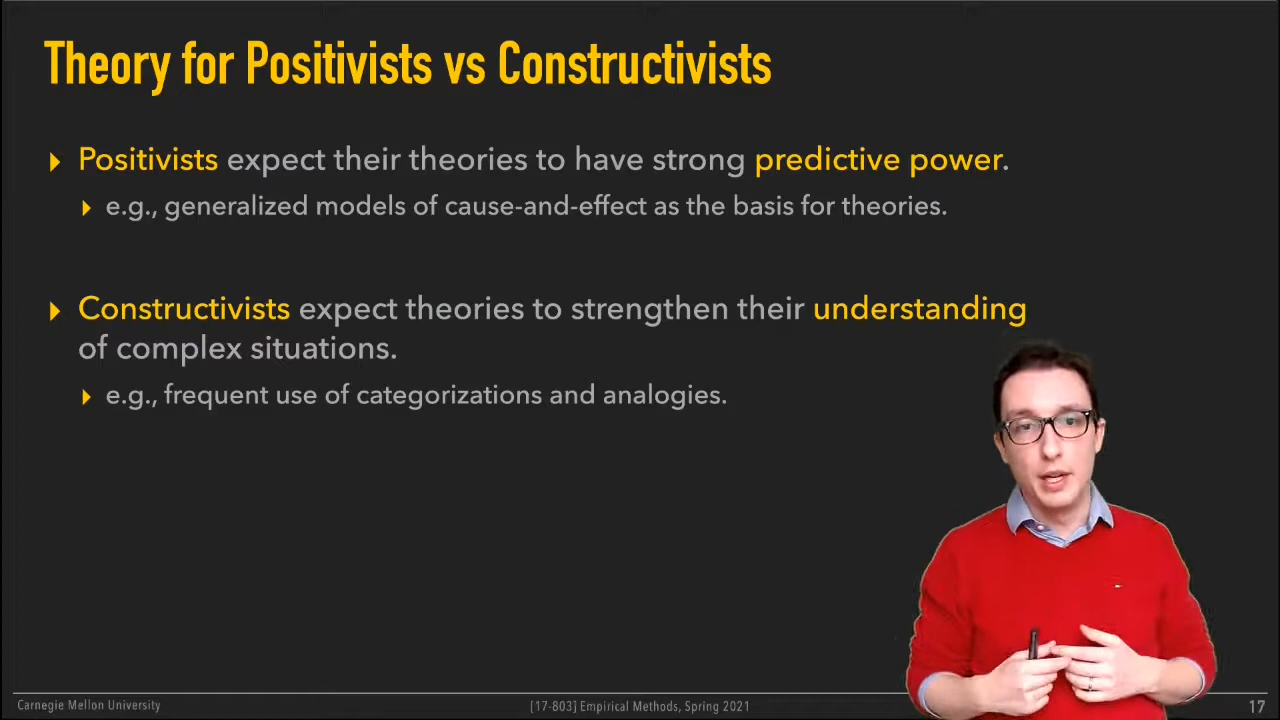 Theory for Positivists vs Constructivists
Positivists expect their theories to have strong predictive power.
e.g., generalized models of cause-and-effect as the basis for theories.
Constructivists expect theories to strengthen their understanding
of complex situations.
e.g., frequent use of categorizations and analogies.
Carnegie Mellon University
[17-803] Empirical Methods, Spring 2021
17